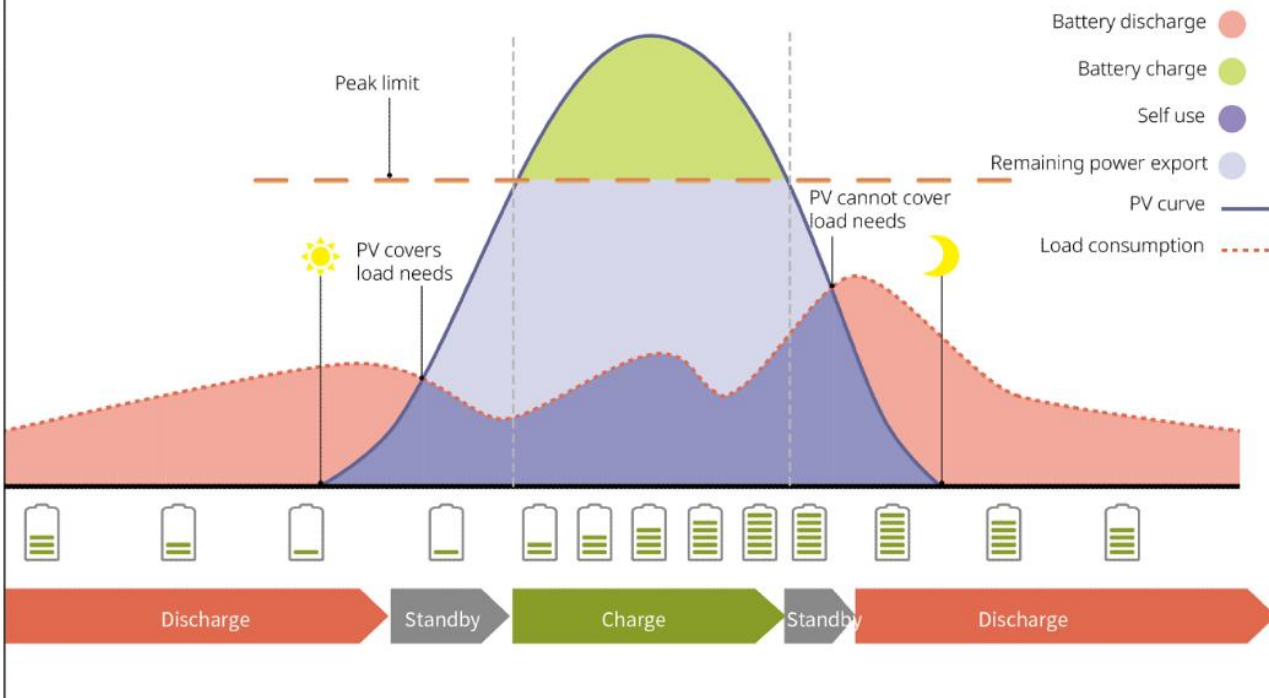 Battery discharge
Battery charge
Self use
Remaining power export
PV curve
Load consumption
Peak limit
PV covers
load needs
PV cannot cover
load needs
Discharge
Standby
Charge
Standby
Discharge